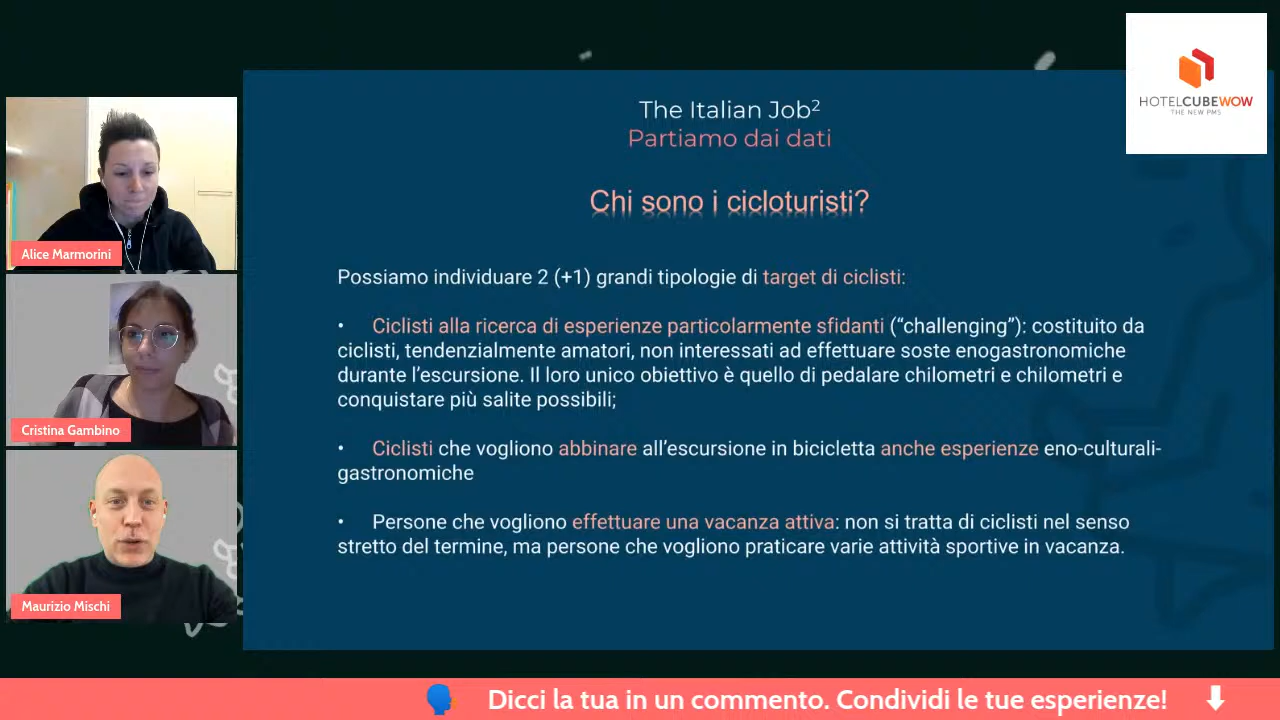 HOTELCUBEWOW
THE NEW PMS
The Italian Job²
Partiamo dai dati
Chi sono i cicloturisti?
Possiamo individuare 2 (+1) grandi tipologie di target di ciclisti:
• Ciclisti alla ricerca di esperienze particolarmente sfidanti (“challenging”): costituito da
ciclisti, tendenzialmente amatori, non interessati ad effettuare soste enogastronomiche
durante l’escursione. Il loro unico obiettivo è quello di pedalare chilometri e chilometri e
conquistare più salite possibili;
• Ciclisti che vogliono abbinare all’escursione in bicicletta anche esperienze eno-culturali-
gastronomiche
• Persone che vogliono effettuare una vacanza attiva: non si tratta di ciclisti nel senso
stretto del termine, ma persone che vogliono praticare varie attività sportive in vacanza.
Alice Marmorini
Cristina Gambino
Maurizio Mischi
Dicci la tua in un commento. Condividi le tue esperienze!